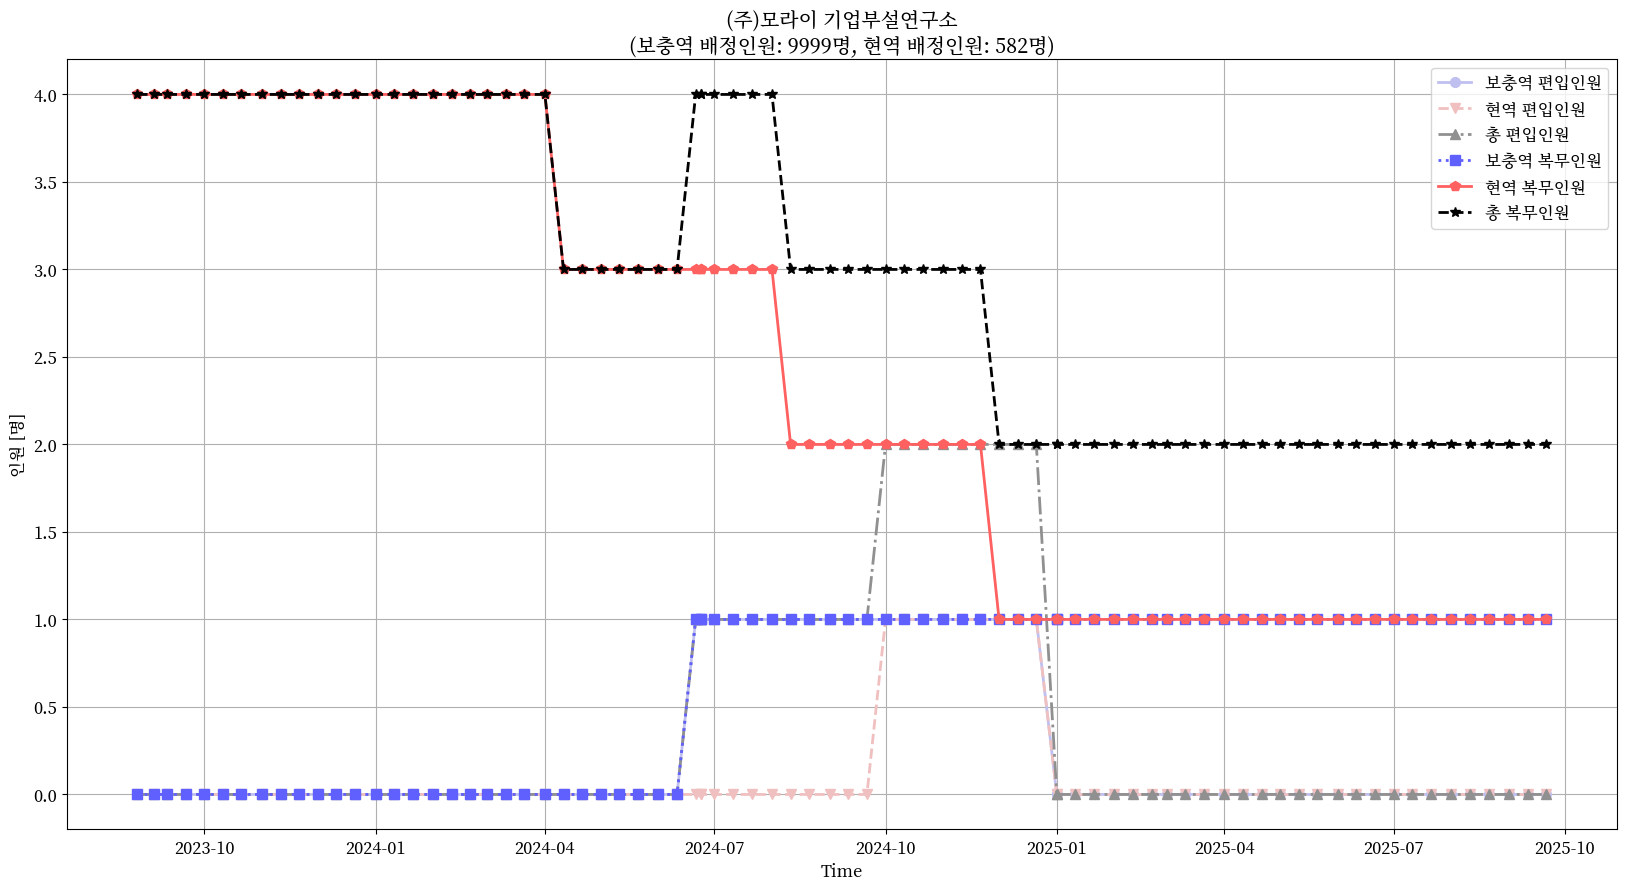 (주)모라이 기업부설연구소
(보충역 배정인원: 9999명, 현역 배정인원: 582명)
보충역 편입인원
현역 편입인원
총 편입인원
보충역 복무인원
현역 복무인원
총 복무인원
4.0
3.5
3.0
2.5
2.0
1.5
1.0
0.5
0.0
인원 [명]
2023-10 2024-01 2024-04 2024-07 2024-10 2025-01 2025-04 2025-07 2025-10
Time